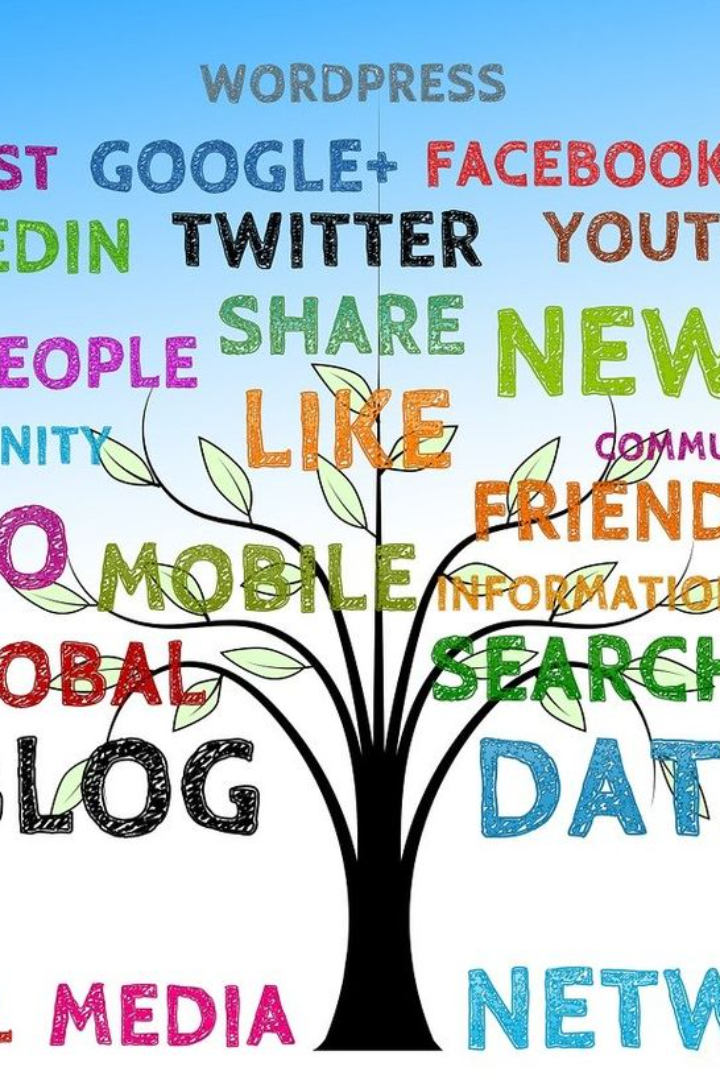 WORDPRESS
ST GOOGLE+ FACEBOOK
EDIN TWITTER YOUT
SHARE
EOPLE NEW
LIKE
NITY COMMU
FRIEND
O MOBILE INFORMATIO
OBAL SEARCH
BLOG DAT
L MEDIA NETW